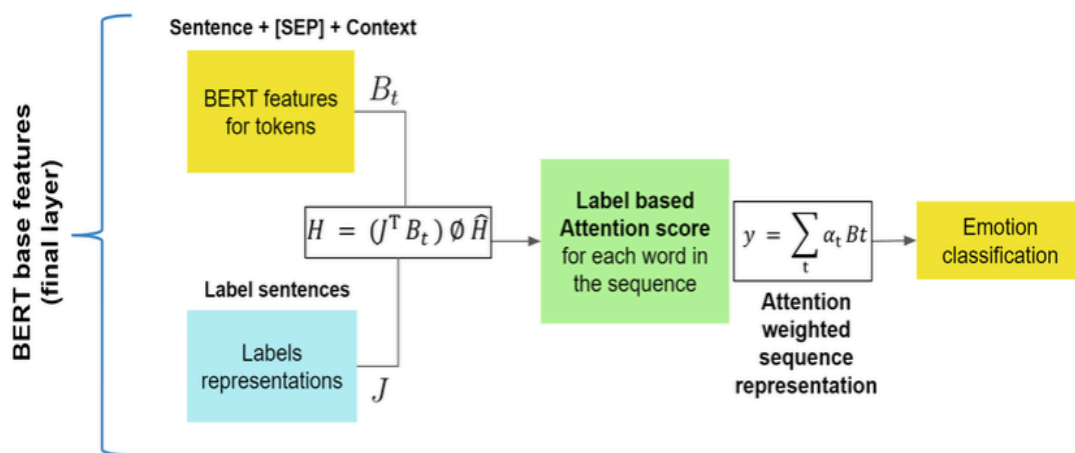 BERT base features
(final layer)
Sentence + [SEP] + Context
BERT features
for tokens
B_t
H = (J^T B_t) ∅ Ĥ
Label sentences
Labels
representations
J
Label based
Attention score
for each word in
the sequence
y = ∑_t α_t Bt
Attention
weighted
sequence
representation
Emotion
classification